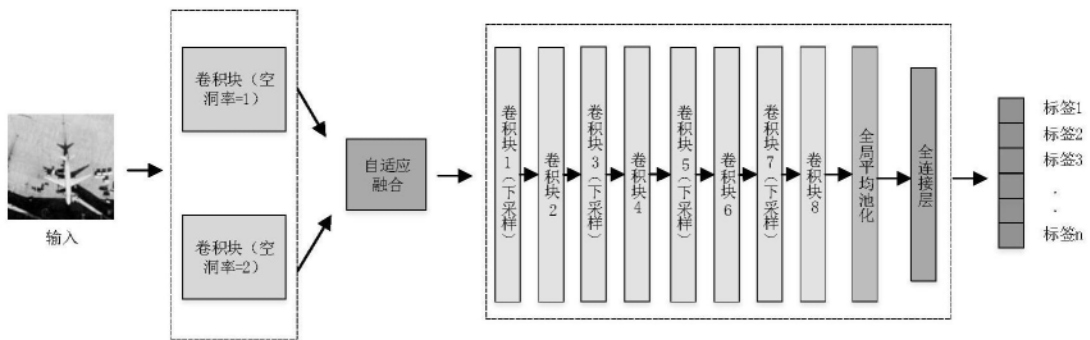 输入
卷积块（空
洞率=1）
卷积块（空
洞率=2）
自适应
融合
卷积块1（下采样）
卷积块2
卷积块3（下采样）
卷积块4
卷积块5（下采样）
卷积块6
卷积块7（下采样）
卷积块8
全局平均池化
全连接层
标签1
标签2
标签3
.
.
标签n